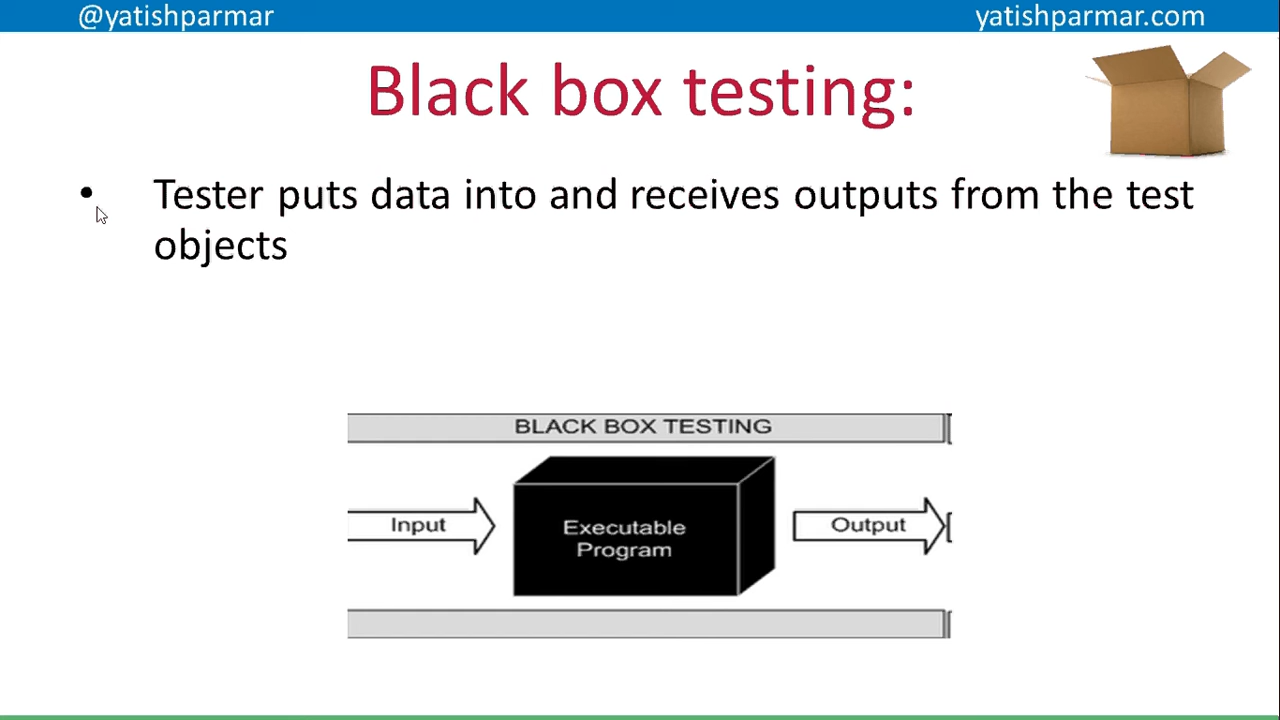 @yatishparmar
yatishparmar.com
Black box testing:
• Tester puts data into and receives outputs from the test
objects
BLACK BOX TESTING
Input
Executable
Program
Output